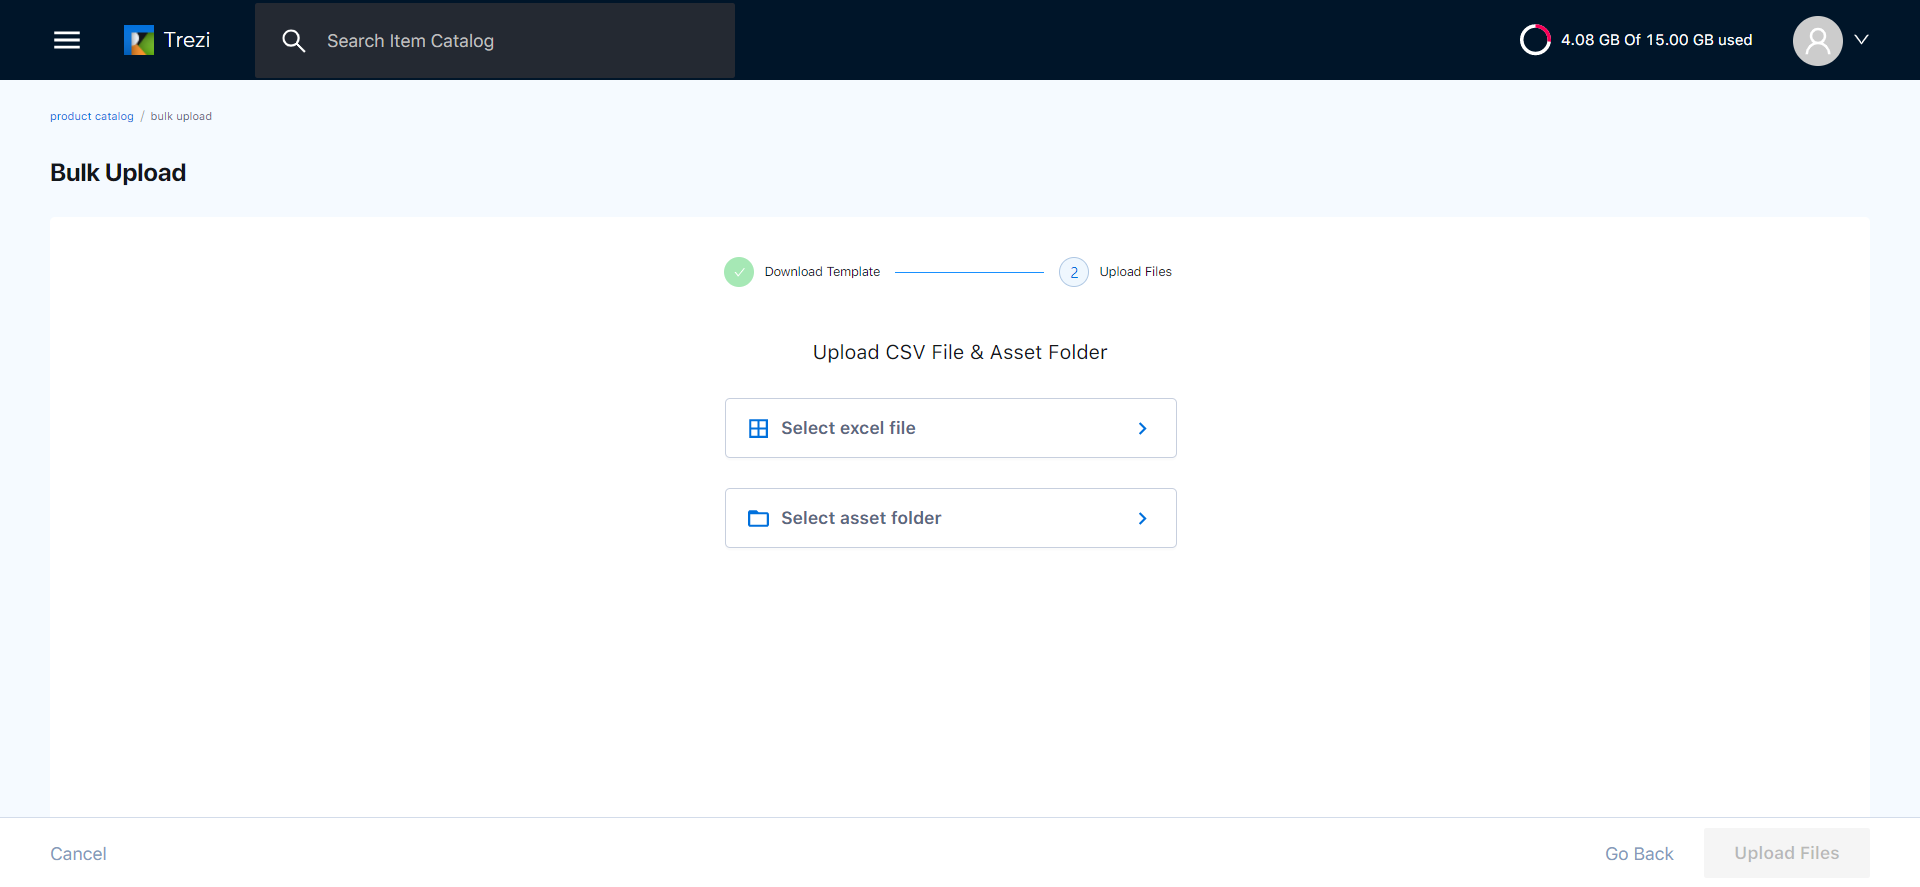 Trezi
Search Item Catalog
4.08 GB Of 15.00 GB used
product catalog / bulk upload
Bulk Upload
Download Template
2 Upload Files
Upload CSV File & Asset Folder
Select excel file
Select asset folder
Cancel
Go Back
Upload Files